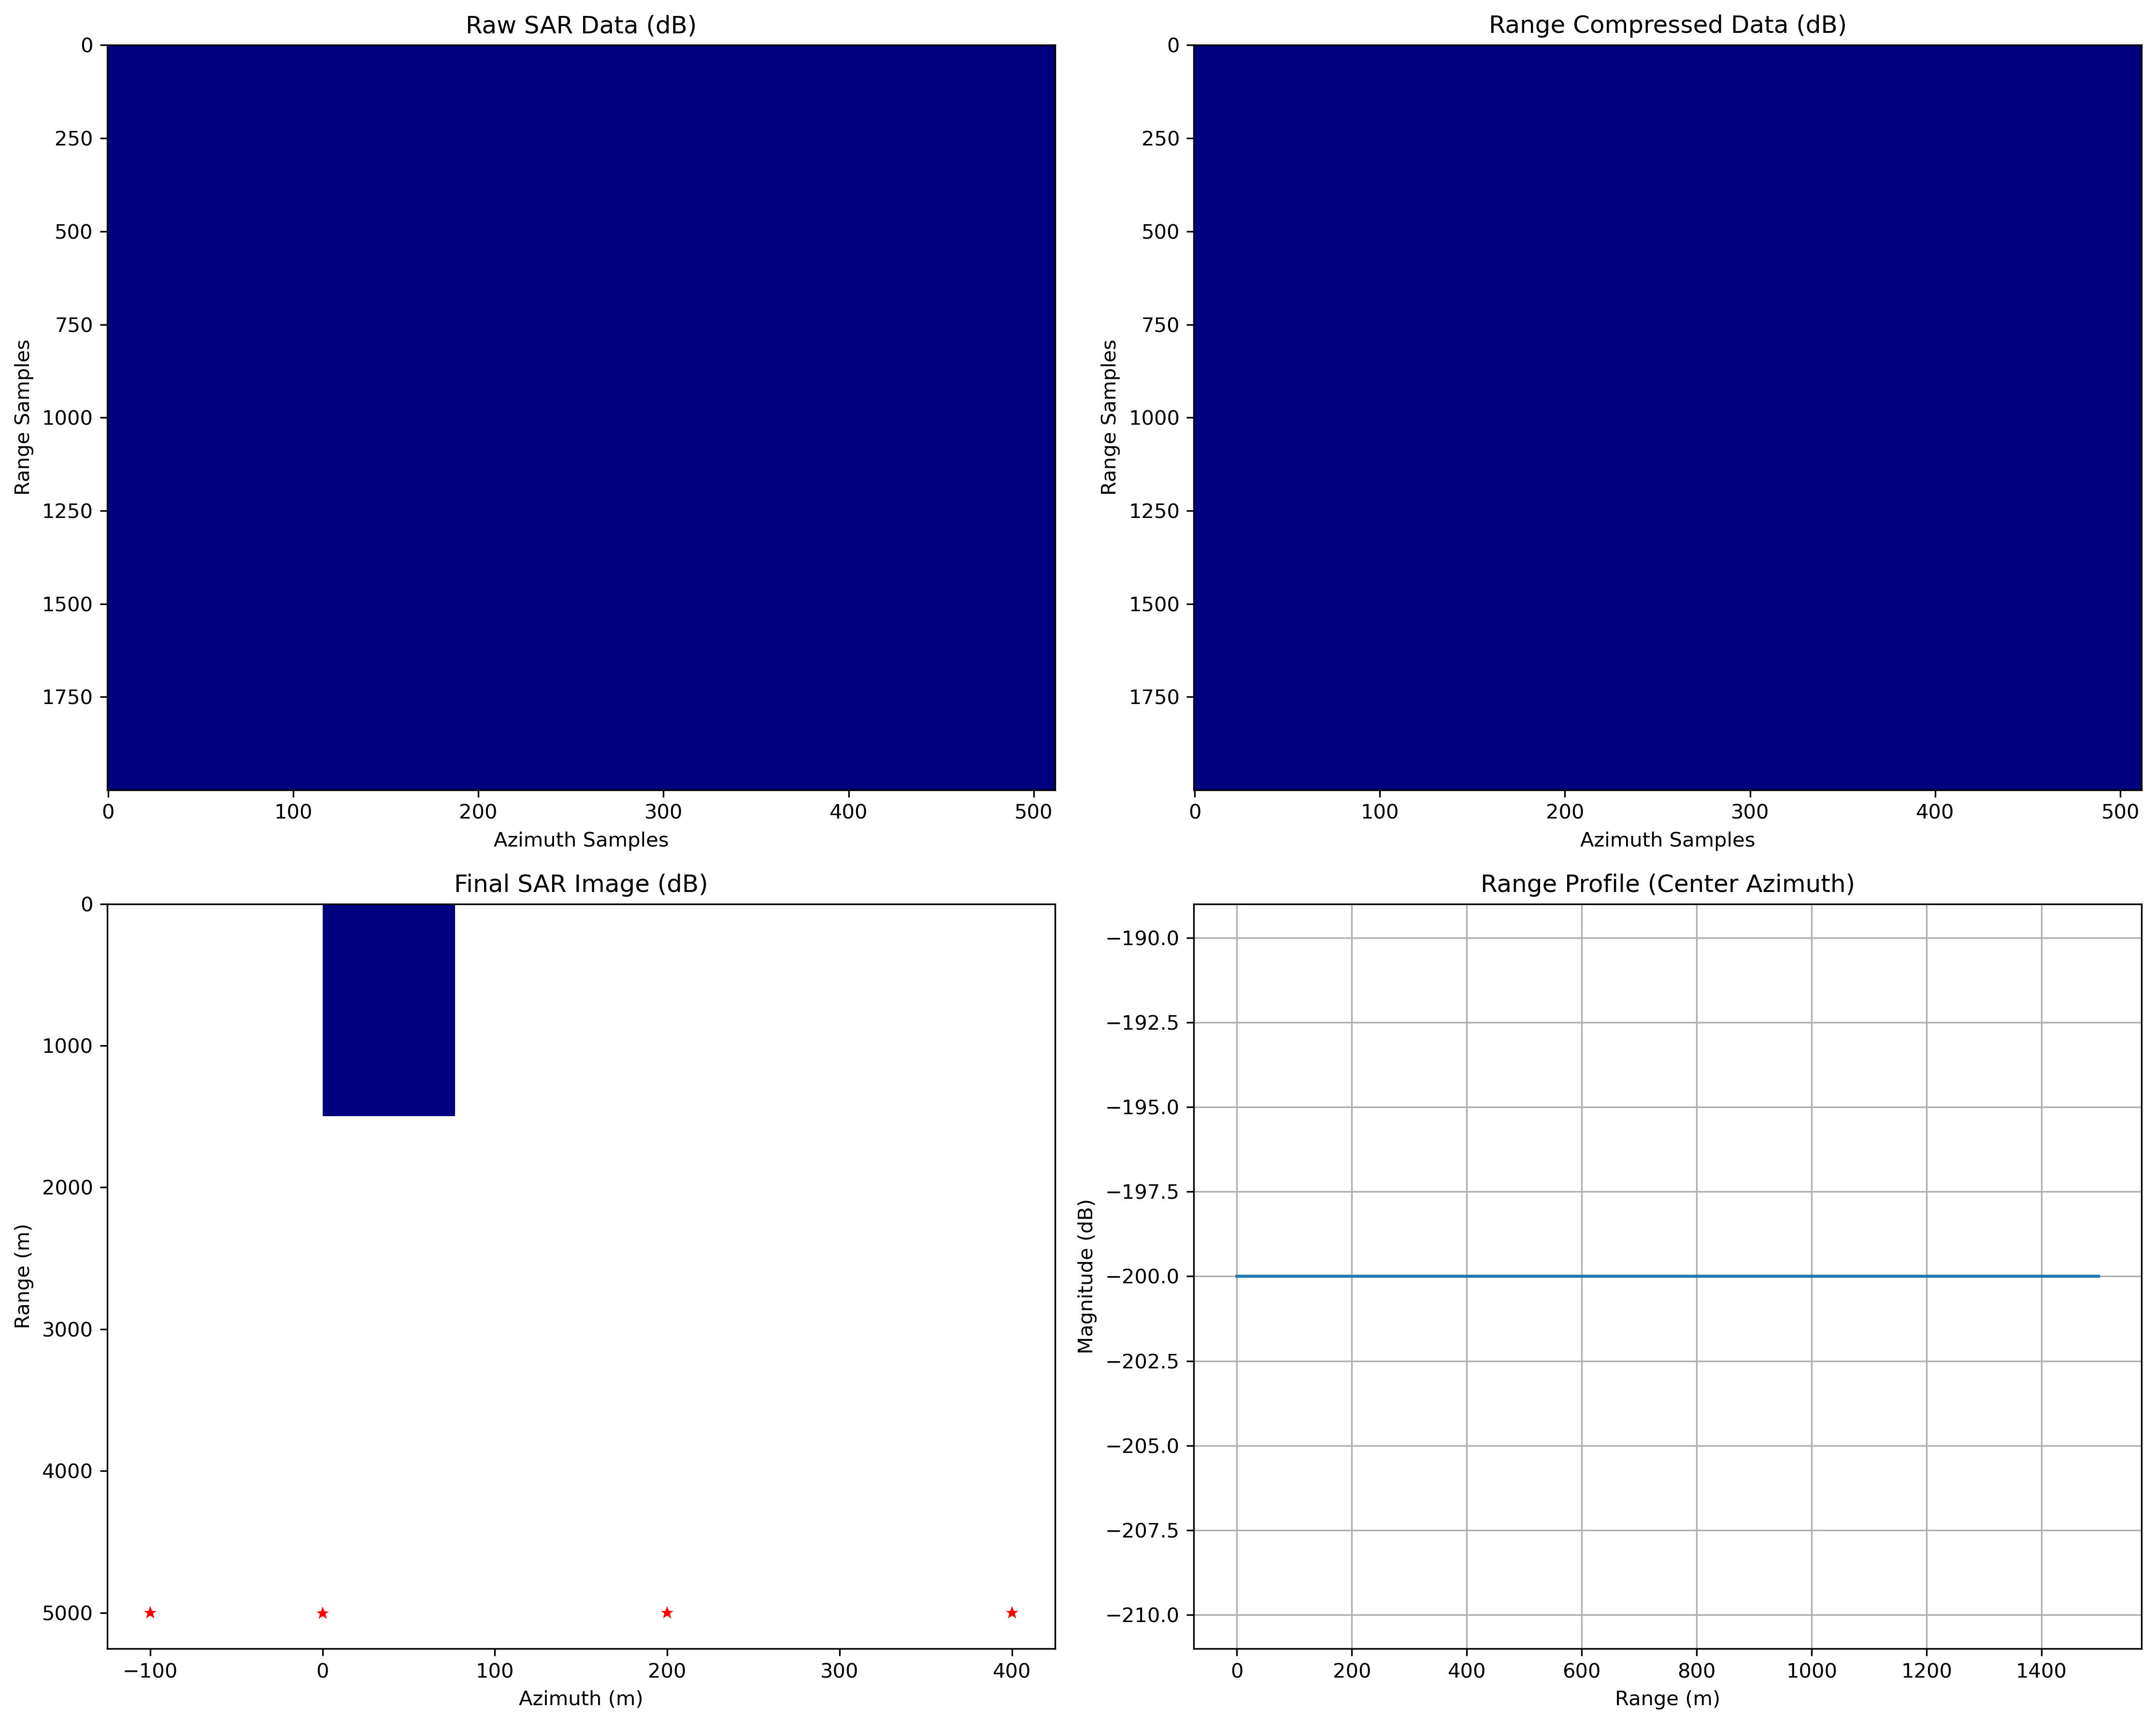 Raw SAR Data (dB)
0
250
500
750
1000
1250
1500
1750
Range Samples
0 100 200 300 400 500
Azimuth Samples
Range Compressed Data (dB)
0
250
500
750
1000
1250
1500
1750
Range Samples
0 100 200 300 400 500
Azimuth Samples
Final SAR Image (dB)
0
1000
2000
3000
4000
5000
Range (m)
−100 0 100 200 300 400
Azimuth (m)
Range Profile (Center Azimuth)
−190.0
−192.5
−195.0
−197.5
−200.0
−202.5
−205.0
−207.5
−210.0
Magnitude (dB)
0 200 400 600 800 1000 1200 1400
Range (m)